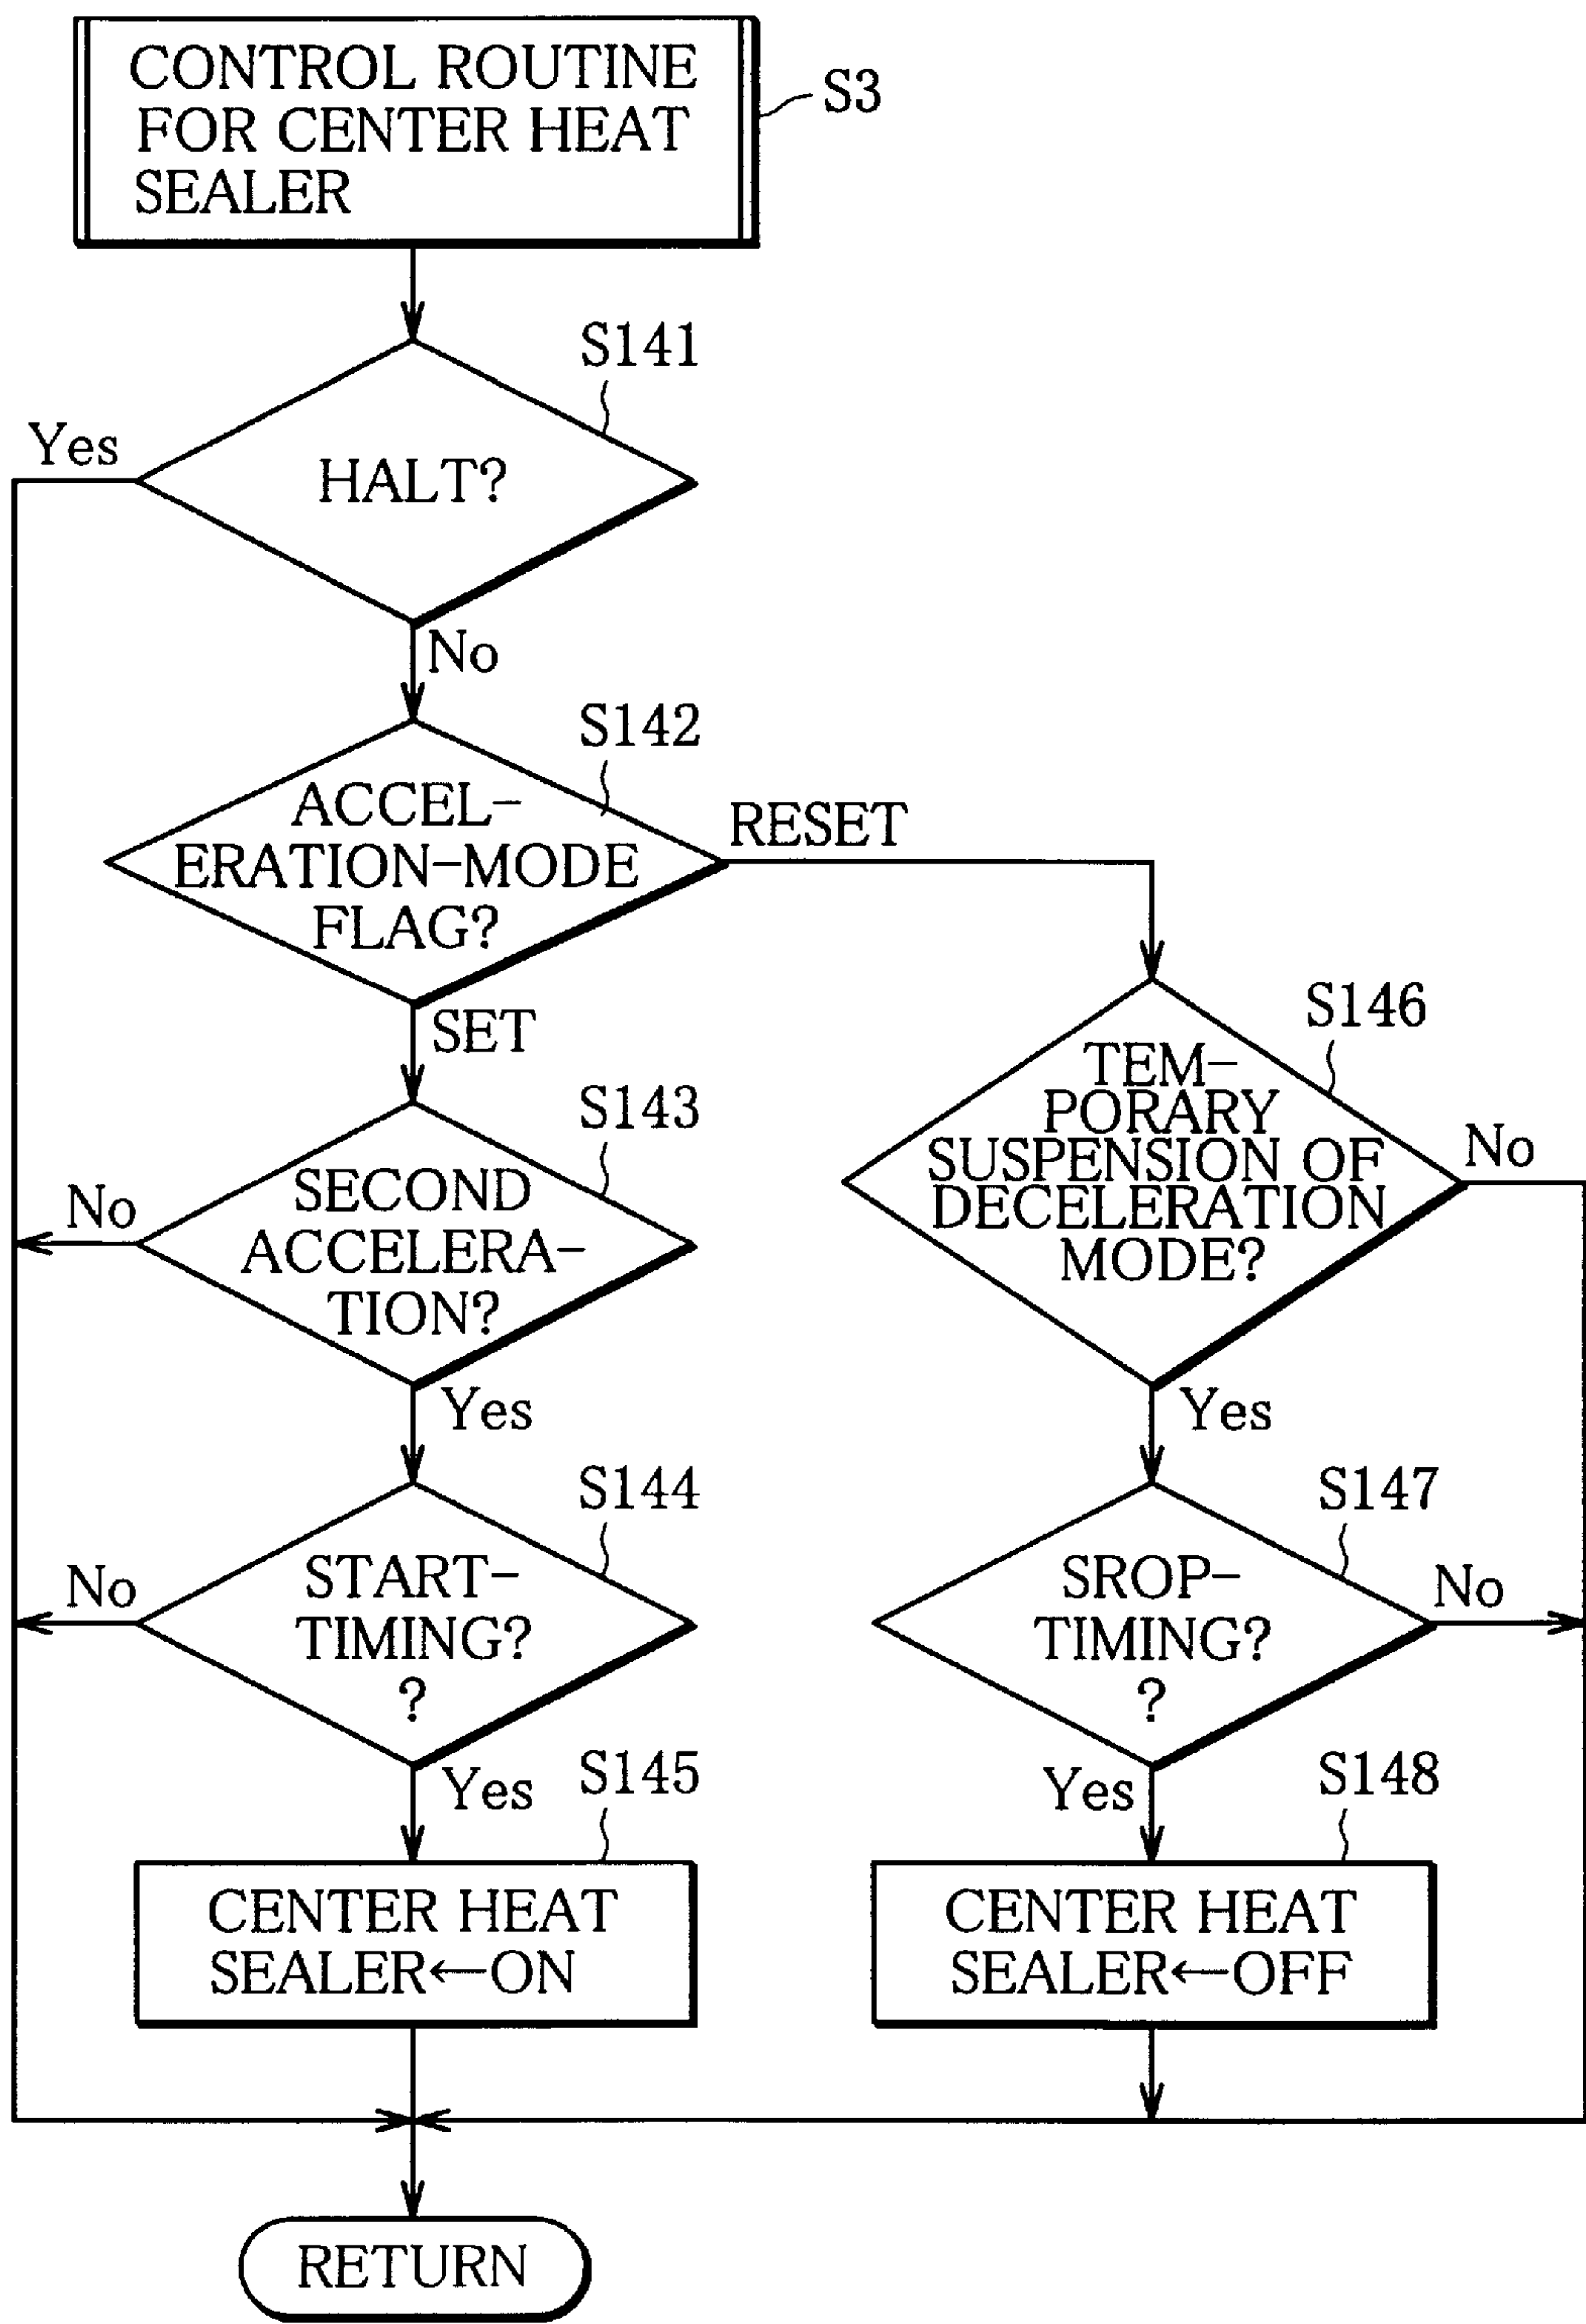 CONTROL ROUTINE
FOR CENTER HEAT
SEALER
S3
S141
Yes
HALT?
No
S142
ACCEL-
ERATION-MODE
FLAG?
RESET
SET
S143
No
SECOND
ACCELERA-
TION?
Yes
S146
TEM-
PORARY
SUSPENSION OF
DECELERATION
MODE?
No
Yes
S144
No
START-
TIMING?
?
Yes
S147
SROP-
TIMING?
?
No
Yes
S145
CENTER HEAT
SEALER←ON
S148
CENTER HEAT
SEALER←OFF
RETURN